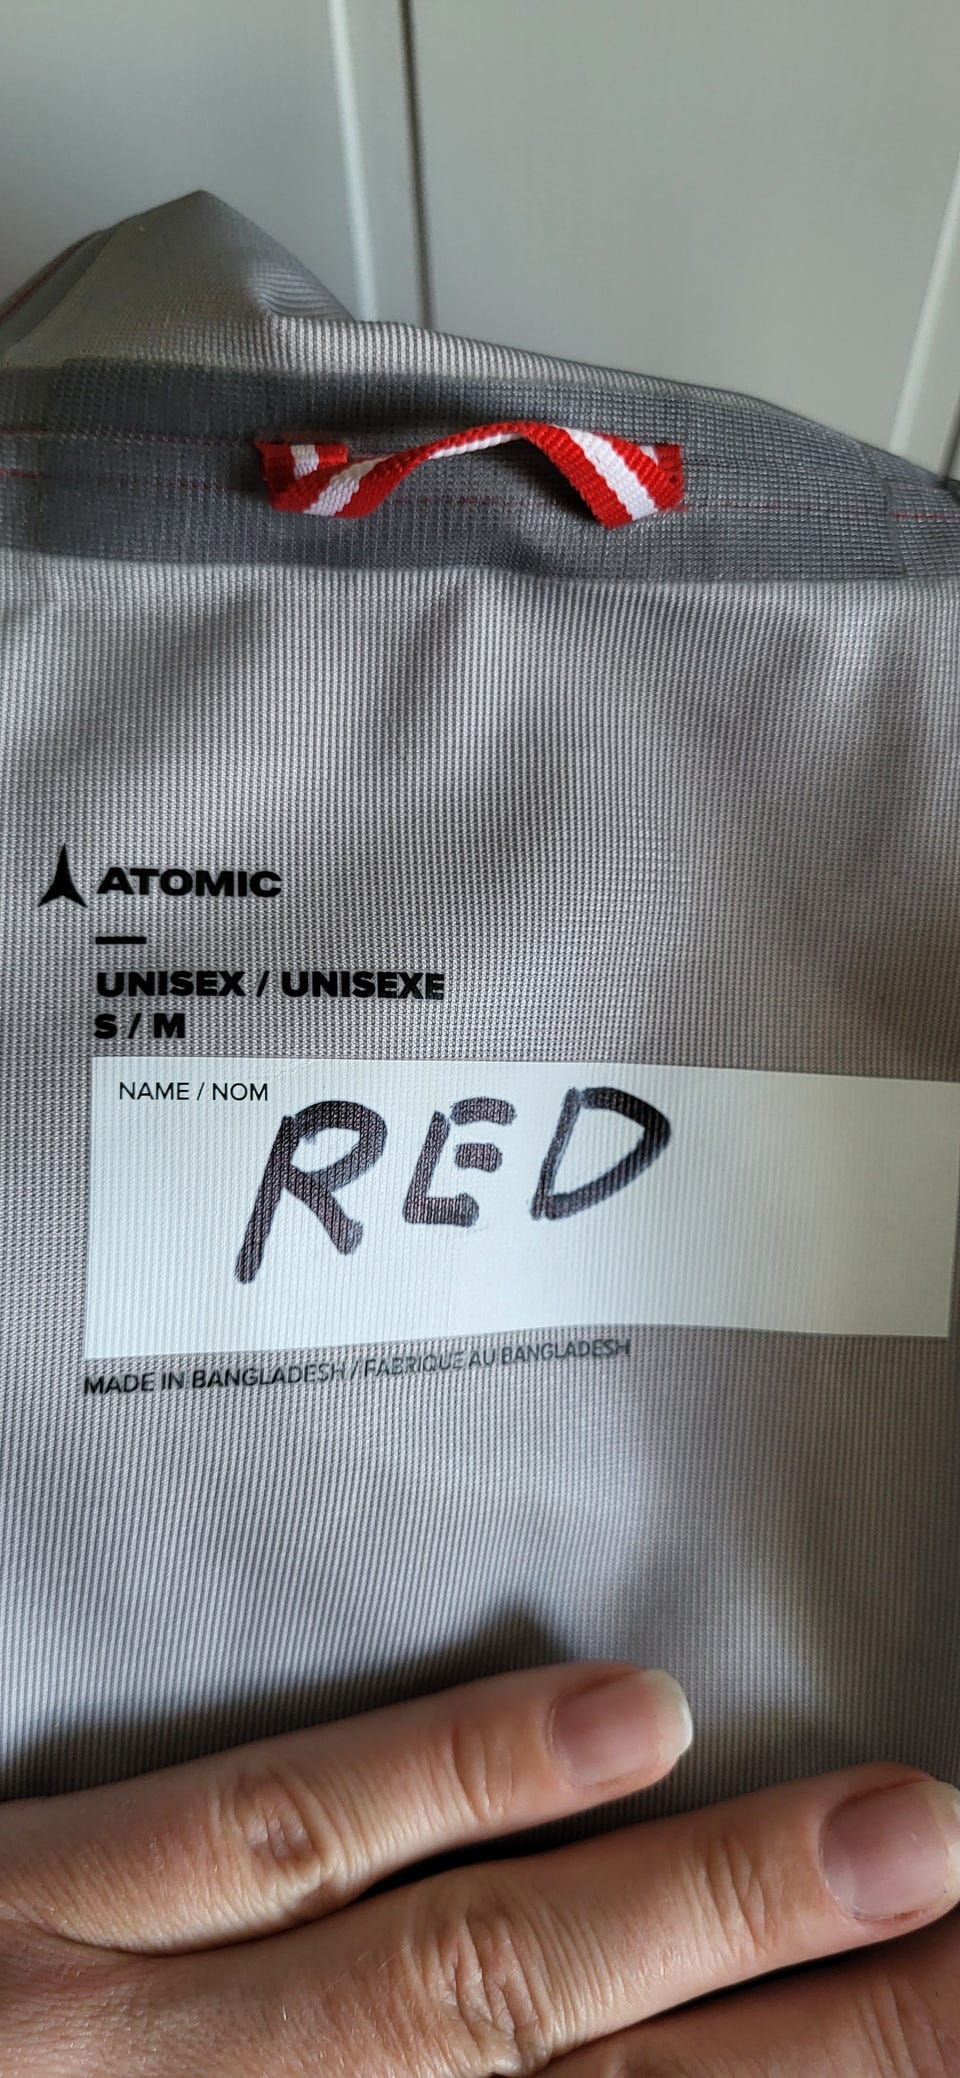 ATOMIC
UNISEX / UNISEXE
S / M
NAME / NOM
RED
MADE IN BANGLADESH / FABRIQUE AU BANGLADESH